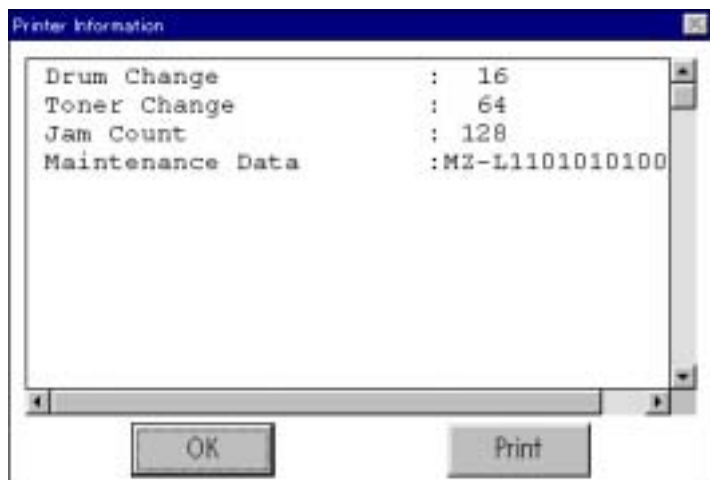 Printer Information
Drum Change : 16
Toner Change : 64
Jam Count : 128
Maintenance Data :MZ-L1101010100
OK
Print